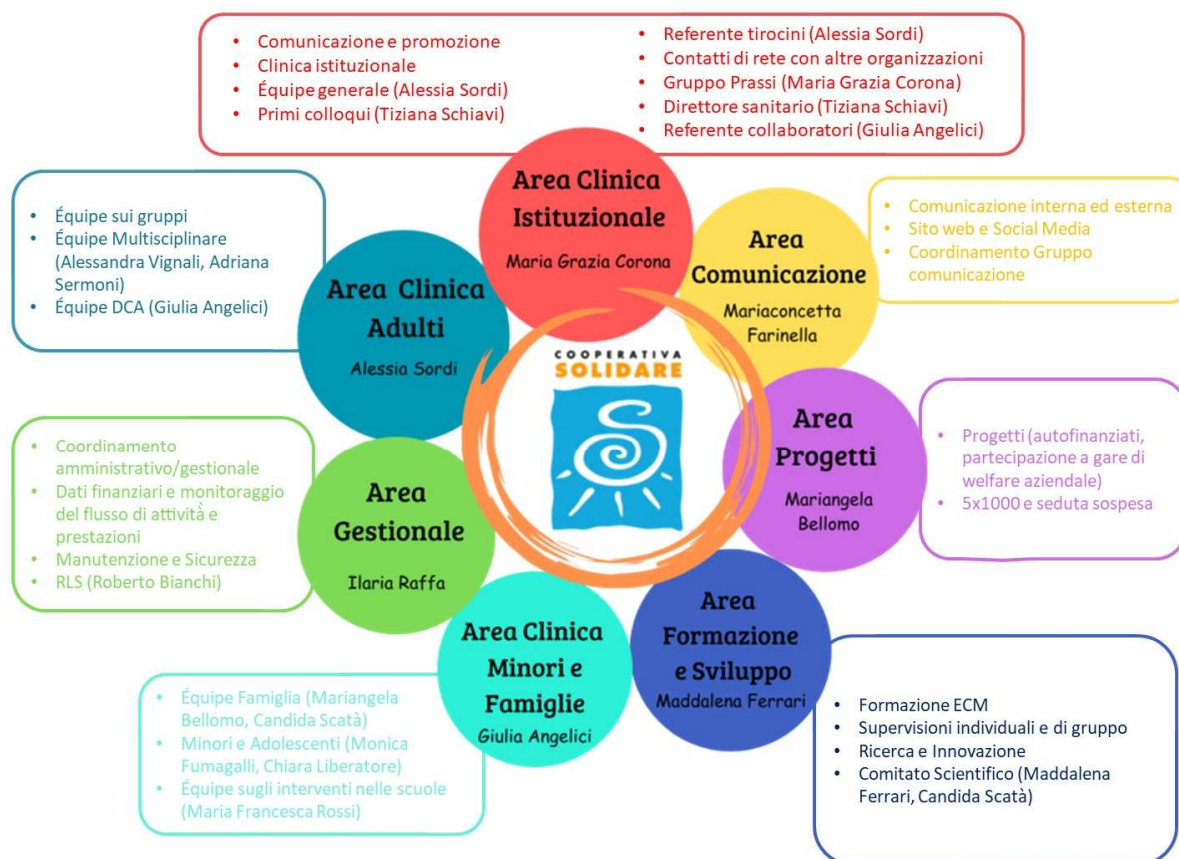 Comunicazione e promozione
Clinica istituzionale
Équipe generale (Alessia Sordi)
Primi colloqui (Tiziana Schiavi)
Referente tirocini (Alessia Sordi)
Contatti di rete con altre organizzazioni
Gruppo Prassi (Maria Grazia Corona)
Direttore sanitario (Tiziana Schiavi)
Referente collaboratori (Giulia Angelici)
Area Clinica
Istituzionale
Maria Grazia Corona
Équipe sui gruppi
Équipe Multisciplinare
(Alessandra Vignali, Adriana
Sermoni)
Équipe DCA (Giulia Angelici)
Area Clinica
Adulti
Alessia Sordi
Area
Comunicazione
Mariaconcetta
Farinella
Comunicazione interna ed esterna
Sito web e Social Media
Coordinamento Gruppo
comunicazione
COOPERATIVA
SOLIDARE
Area
Progetti
Mariangela
Bellomo
Progetti (autofinanziati,
partecipazione a gare di
welfare aziendale)
5x1000 e seduta sospesa
Coordinamento
amministrativo/gestionale
Dati finanziari e monitoraggio
del flusso di attività e
prestazioni
Manutenzione e Sicurezza
RLS (Roberto Bianchi)
Area
Gestionale
Ilaria Raffa
Area Clinica
Minori e
Famiglie
Giulia Angelici
Area
Formazione
e Sviluppo
Maddalena Ferrari
Équipe Famiglia (Mariangela
Bellomo, Candida Scatà)
Minori e Adolescenti (Monica
Fumagalli, Chiara Liberatore)
Équipe sugli interventi nelle scuole
(Maria Francesca Rossi)
Formazione ECM
Supervisioni individuali e di gruppo
Ricerca e Innovazione
Comitato Scientifico (Maddalena
Ferrari, Candida Scatà)